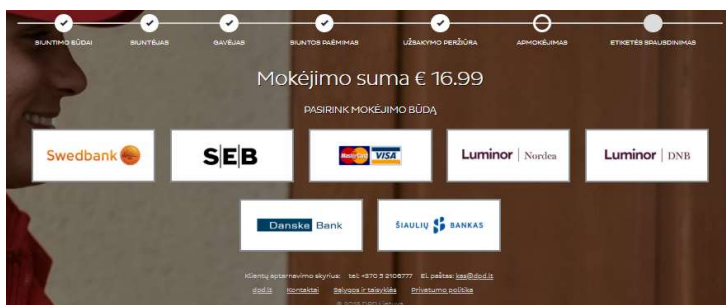 SIUNTIMO BŪDAI SIUNTĖJAS GAVĖJAS SIUNTOS PAĖMIMAS UŽSAKYMO PERŽIŪRA APMOKĖJIMAS ETIKETĖS SPAUSDINIMAS
Mokėjimo suma € 16.99
PASIRINK MOKĖJIMO BŪDĄ
Swedbank S|E|B MasterCard VISA Luminor | Nordea Luminor | DNB
Danske Bank ŠIAULIŲ BANKAS
Klientų aptarnavimo skyrius: tel: +370 5 2106777 El. paštas: kas@dpd.lt
dpd.lt Kontaktai Sąlygos ir taisyklės Privatumo politika